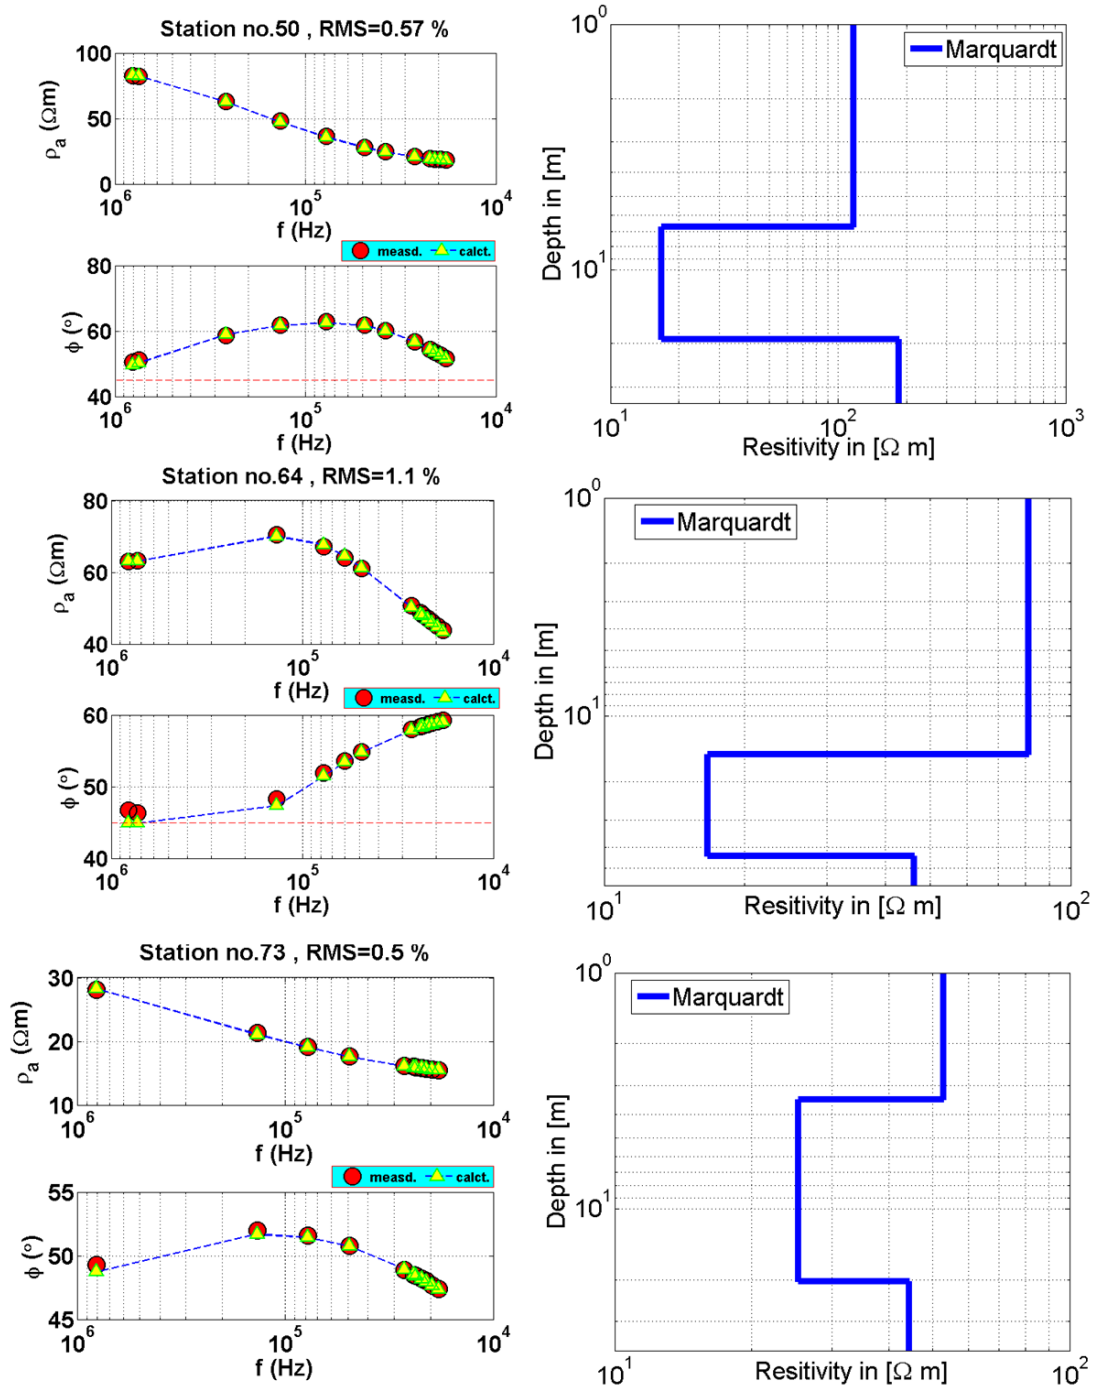 Station no.50 , RMS=0.57 %
ρa (Ωm)
100
50
0
10^6
10^5
10^4
f (Hz)
measd. calct.
ϕ (º)
80
60
40
10^6
10^5
10^4
f (Hz)
Marquardt
Depth in [m]
10^0
10^1
10^1
10^2
10^3
Resitivity in [Ω m]
Station no.64 , RMS=1.1 %
ρa (Ωm)
80
60
40
10^6
10^5
10^4
f (Hz)
measd. calct.
ϕ (º)
60
50
40
10^6
10^5
10^4
f (Hz)
Marquardt
Depth in [m]
10^0
10^1
10^1
10^2
Resitivity in [Ω m]
Station no.73 , RMS=0.5 %
ρa (Ωm)
30
20
10
10^6
10^5
10^4
f (Hz)
measd. calct.
ϕ (º)
55
50
45
10^6
10^5
10^4
f (Hz)
Marquardt
Depth in [m]
10^0
10^1
10^1
10^2
Resitivity in [Ω m]